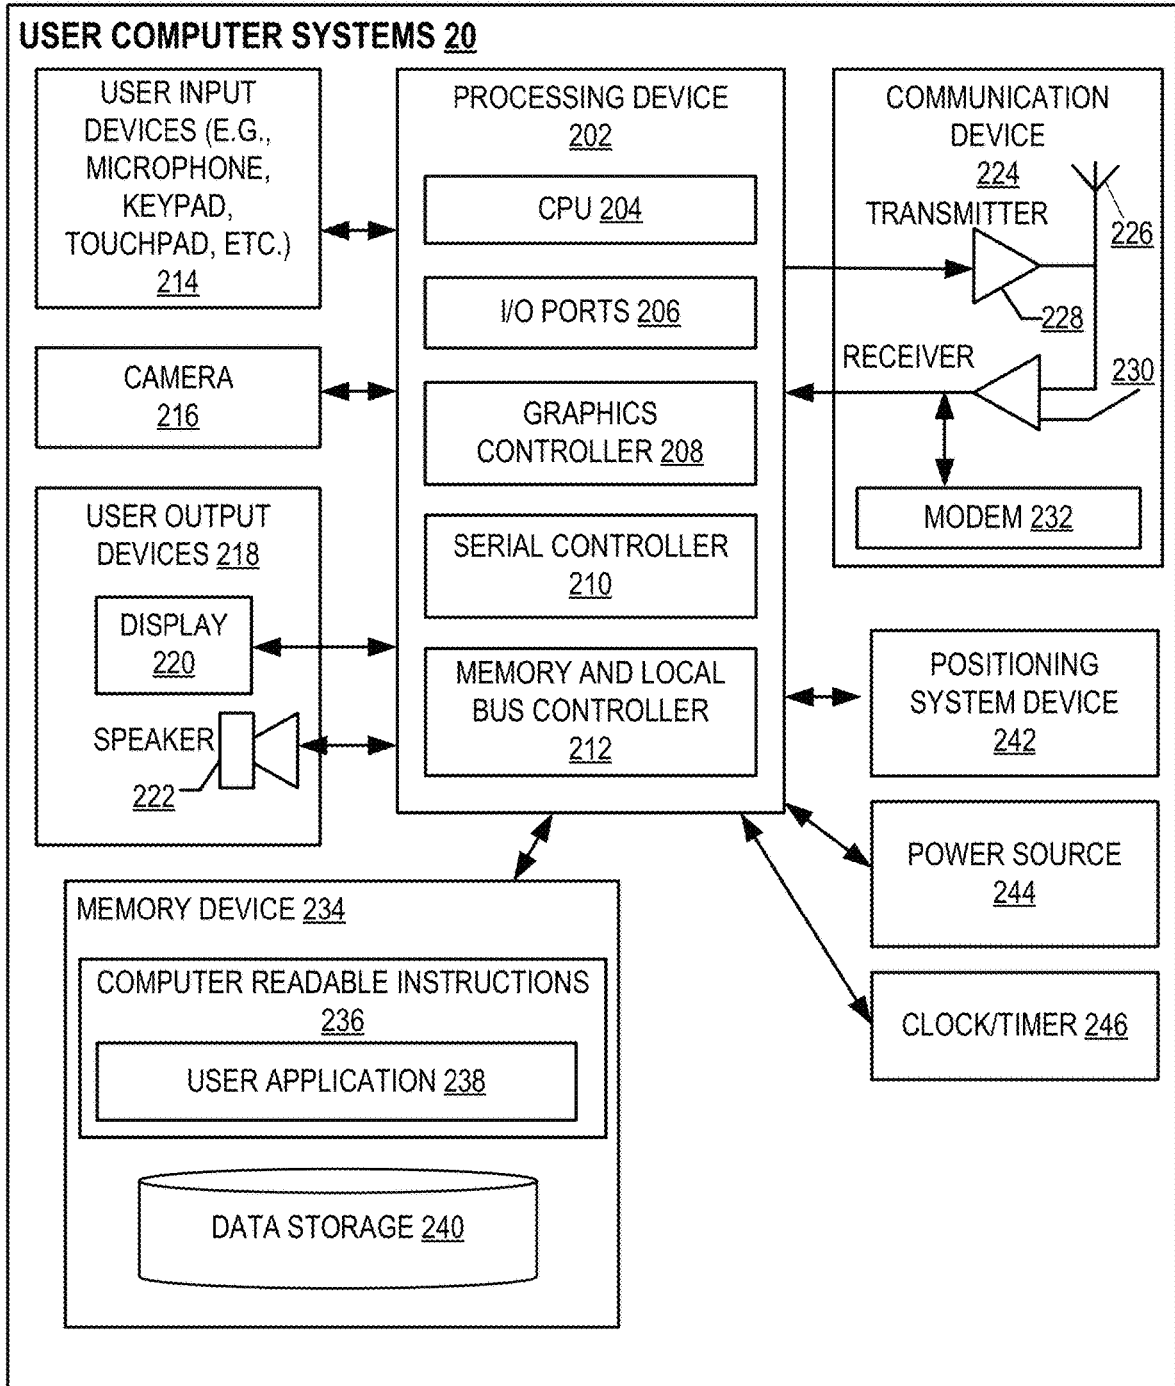 USER COMPUTER SYSTEMS 20
USER INPUT
DEVICES (E.G.,
MICROPHONE,
KEYPAD,
TOUCHPAD, ETC.)
214
CAMERA
216
USER OUTPUT
DEVICES 218
DISPLAY
220
SPEAKER
222
PROCESSING DEVICE
202
CPU 204
I/O PORTS 206
GRAPHICS
CONTROLLER 208
SERIAL CONTROLLER
210
MEMORY AND LOCAL
BUS CONTROLLER
212
COMMUNICATION
DEVICE
224
TRANSMITTER
226
228
RECEIVER
230
MODEM 232
POSITIONING
SYSTEM DEVICE
242
POWER SOURCE
244
CLOCK/TIMER 246
MEMORY DEVICE 234
COMPUTER READABLE INSTRUCTIONS
236
USER APPLICATION 238
DATA STORAGE 240